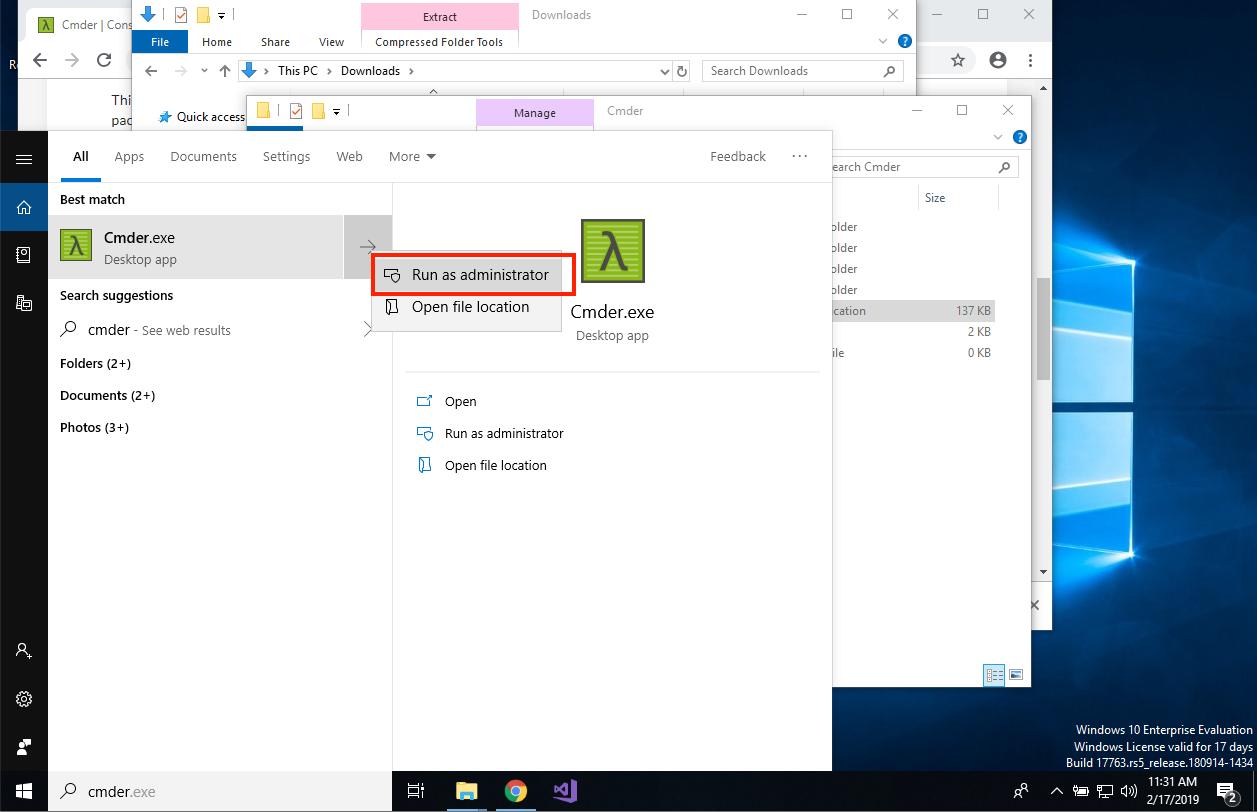 Cmder | Cons
Extract
Downloads
File
Home
Share
View
Compressed Folder Tools
This PC
Downloads
Search Downloads
Thi
pac
Quick access
Manage
Cmder
earch Cmder
Size
older
older
older
older
cation 137 KB
2 KB
ile 0 KB
All
Apps
Documents
Settings
Web
More
Feedback
Best match
Cmder.exe
Desktop app
Run as administrator
Open file location
Search suggestions
cmder - See web results
Folders (2+)
Documents (2+)
Photos (3+)
Cmder.exe
Desktop app
Open
Run as administrator
Open file location
Windows 10 Enterprise Evaluation
Windows License valid for 17 days
Build 17763.rs5_release.180914-1434
cmder.exe
11:31 AM
2/17/2019
2